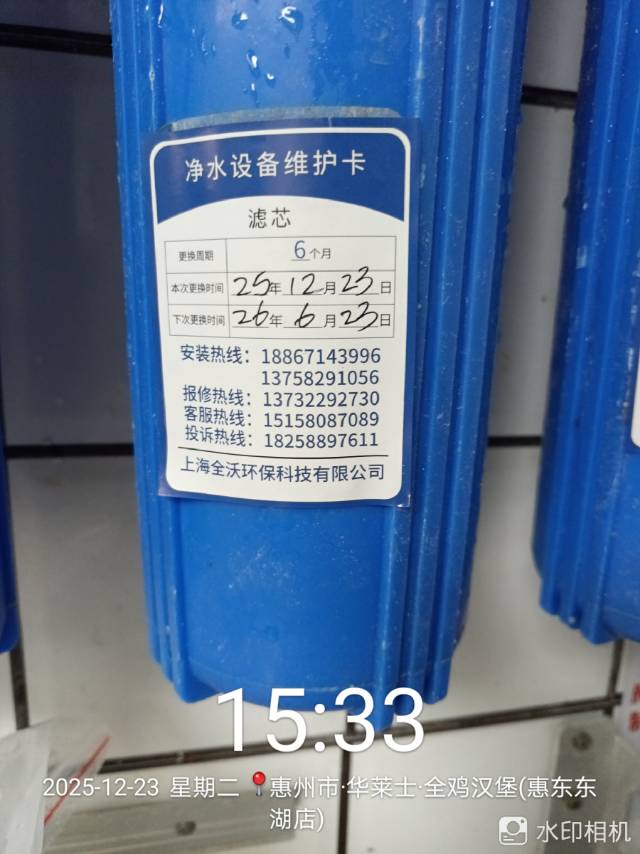 净水设备维护卡
滤芯
更换周期 6个月
本次更换时间 25年 12月 23日
下次更换时间 26年 6月 23日
安装热线：18867143996
13758291056
报修热线：13732292730
客服热线：15158087089
投诉热线：18258897611
上海全沃环保科技有限公司
15:33
2025-12-23 星期二 惠州市·华莱士·全鸡汉堡(惠东东
湖店)
水印相机